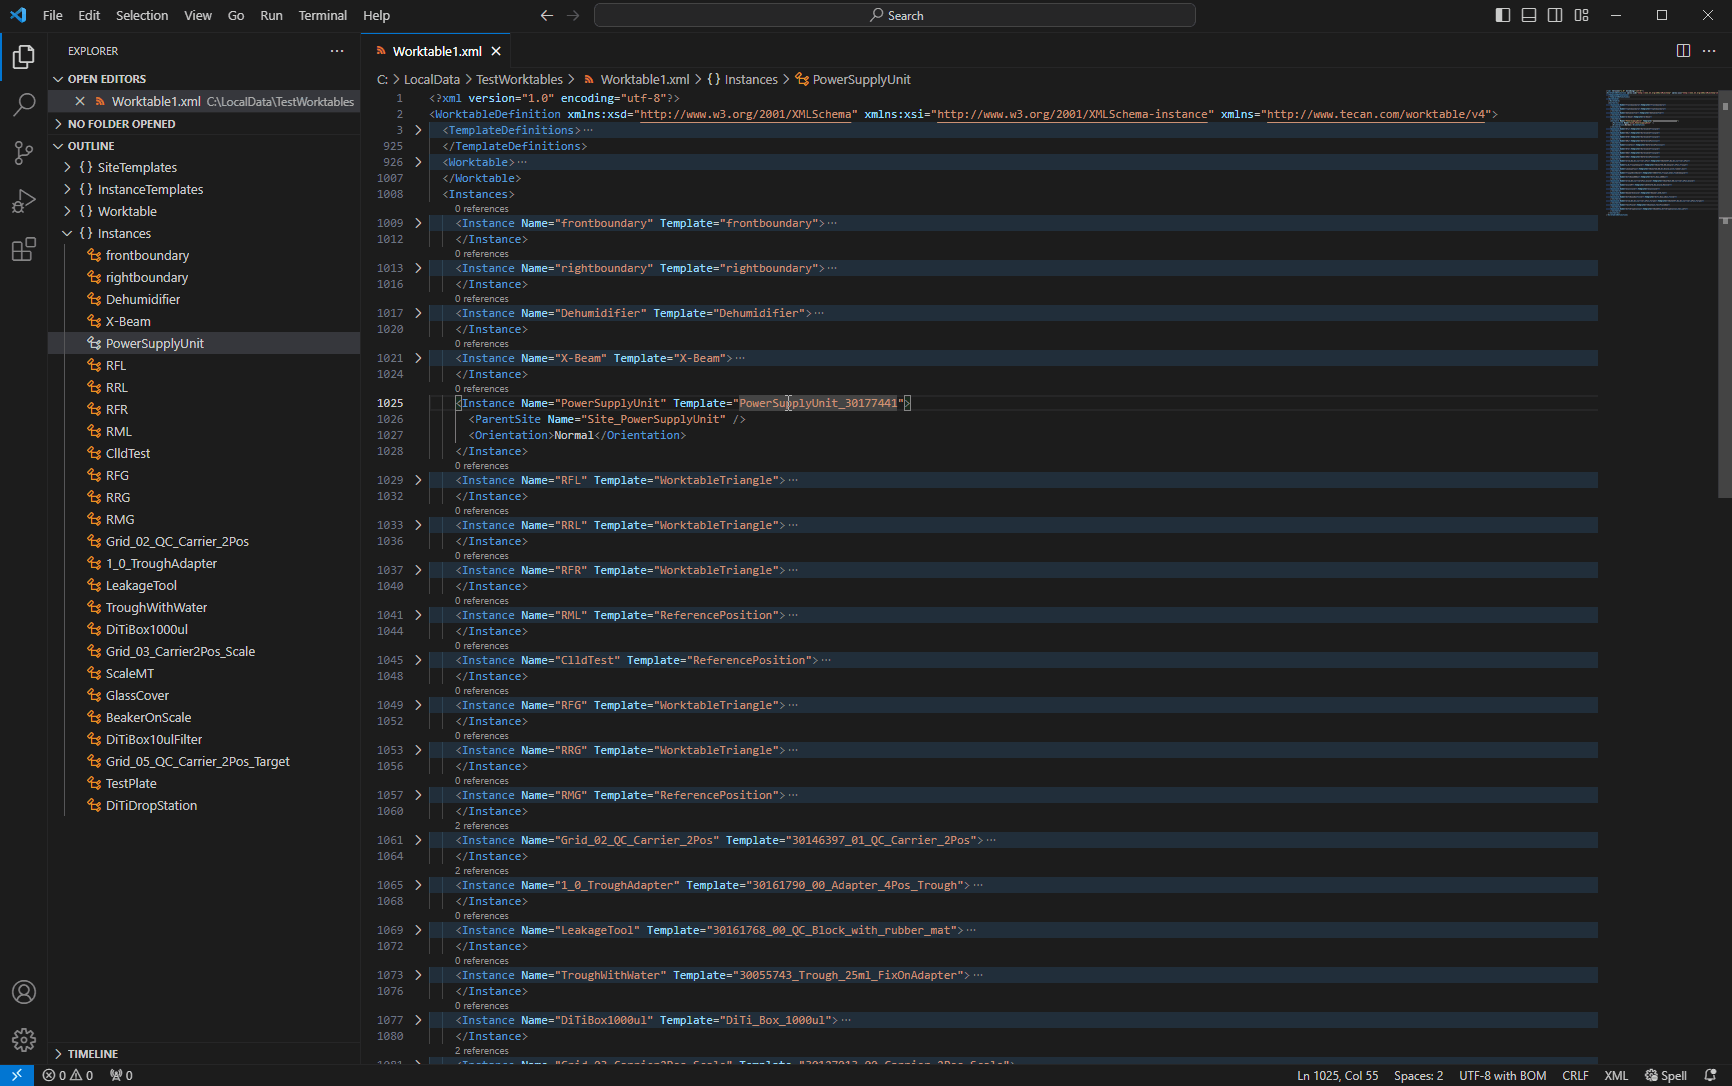 File Edit Selection View Go Run Terminal Help
Search
EXPLORER
OPEN EDITORS
Worktable1.xml C:\LocalData\TestWorktables
NO FOLDER OPENED
OUTLINE
{} SiteTemplates
{} InstanceTemplates
{} Worktable
{} Instances
frontboundary
rightboundary
Dehumidifier
X-Beam
PowerSupplyUnit
RFL
RRL
RFR
RML
ClldTest
RFG
RRG
RMG
Grid_02_QC_Carrier_2Pos
1_0_TroughAdapter
LeakageTool
TroughWithWater
DiTiBox1000ul
Grid_03_Carrier2Pos_Scale
ScaleMT
GlassCover
BeakerOnScale
DiTiBox10ulFilter
Grid_05_QC_Carrier_2Pos_Target
TestPlate
DiTiDropStation
TIMELINE
Worktable1.xml
C: > LocalData > TestWorktables > Worktable1.xml > {} Instances > PowerSupplyUnit
1 <?xml version="1.0" encoding="utf-8"?>
2 <WorktableDefinition xmlns:xsd="http://www.w3.org/2001/XMLSchema" xmlns:xsi="http://www.w3.org/2001/XMLSchema-instance" xmlns="http://www.tecan.com/worktable/v4">
3 <TemplateDefinitions>…
925 </TemplateDefinitions>
926 <Worktable>…
1007 </Worktable>
1008 <Instances>
0 references
1009 <Instance Name="frontboundary" Template="frontboundary">…
1012 </Instance>
0 references
1013 <Instance Name="rightboundary" Template="rightboundary">…
1016 </Instance>
0 references
1017 <Instance Name="Dehumidifier" Template="Dehumidifier">…
1020 </Instance>
0 references
1021 <Instance Name="X-Beam" Template="X-Beam">…
1024 </Instance>
0 references
1025 <Instance Name="PowerSupplyUnit" Template="PowerSupplyUnit_30177441">
1026 <ParentSite Name="Site_PowerSupplyUnit" />
1027 <Orientation>Normal</Orientation>
1028 </Instance>
0 references
1029 <Instance Name="RFL" Template="WorktableTriangle">…
1032 </Instance>
0 references
1033 <Instance Name="RRL" Template="WorktableTriangle">…
1036 </Instance>
0 references
1037 <Instance Name="RFR" Template="WorktableTriangle">…
1040 </Instance>
0 references
1041 <Instance Name="RML" Template="ReferencePosition">…
1044 </Instance>
0 references
1045 <Instance Name="ClldTest" Template="ReferencePosition">…
1048 </Instance>
0 references
1049 <Instance Name="RFG" Template="WorktableTriangle">…
1052 </Instance>
0 references
1053 <Instance Name="RRG" Template="WorktableTriangle">…
1056 </Instance>
0 references
1057 <Instance Name="RMG" Template="ReferencePosition">…
1060 </Instance>
2 references
1061 <Instance Name="Grid_02_QC_Carrier_2Pos" Template="30146397_01_QC_Carrier_2Pos">…
1064 </Instance>
2 references
1065 <Instance Name="1_0_TroughAdapter" Template="30161790_00_Adapter_4Pos_Trough">…
1068 </Instance>
0 references
1069 <Instance Name="LeakageTool" Template="30161768_00_QC_Block_with_rubber_mat">…
1072 </Instance>
0 references
1073 <Instance Name="TroughWithWater" Template="30055743_Trough_25ml_FixOnAdapter">…
1076 </Instance>
0 references
1077 <Instance Name="DiTiBox1000ul" Template="DiTi_Box_1000ul">…
1080 </Instance>
2 references
0 0 0
Ln 1025, Col 55 Spaces: 2 UTF-8 with BOM CRLF XML Spell